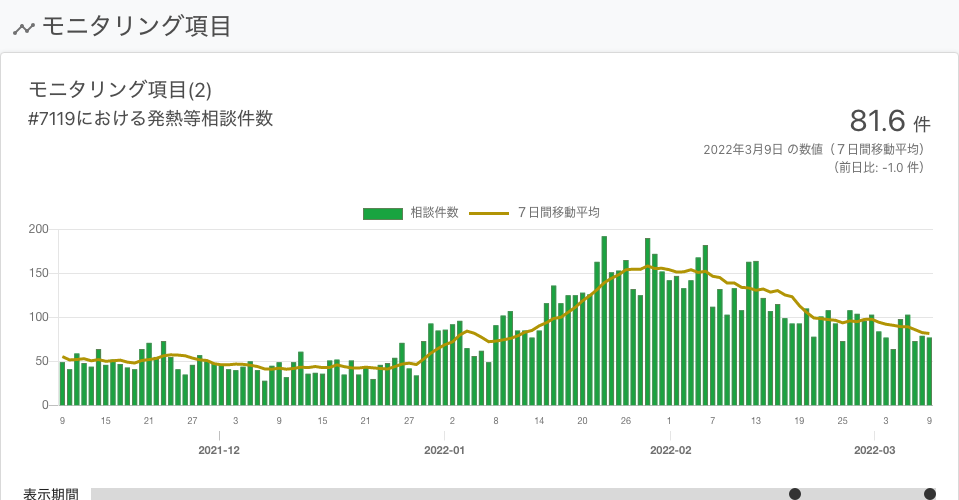 モニタリング項目
モニタリング項目(2)
#7119における発熱等相談件数
81.6 件
2022年3月9日 の数値（７日間移動平均）
（前日比: -1.0 件）
相談件数 ７日間移動平均
200
150
100
50
0
9 15 21 27 3 9 15 21 27 2 8 14 20 26 1 7 13 19 25 3 9
2021-12 2022-01 2022-02 2022-03
表示期間